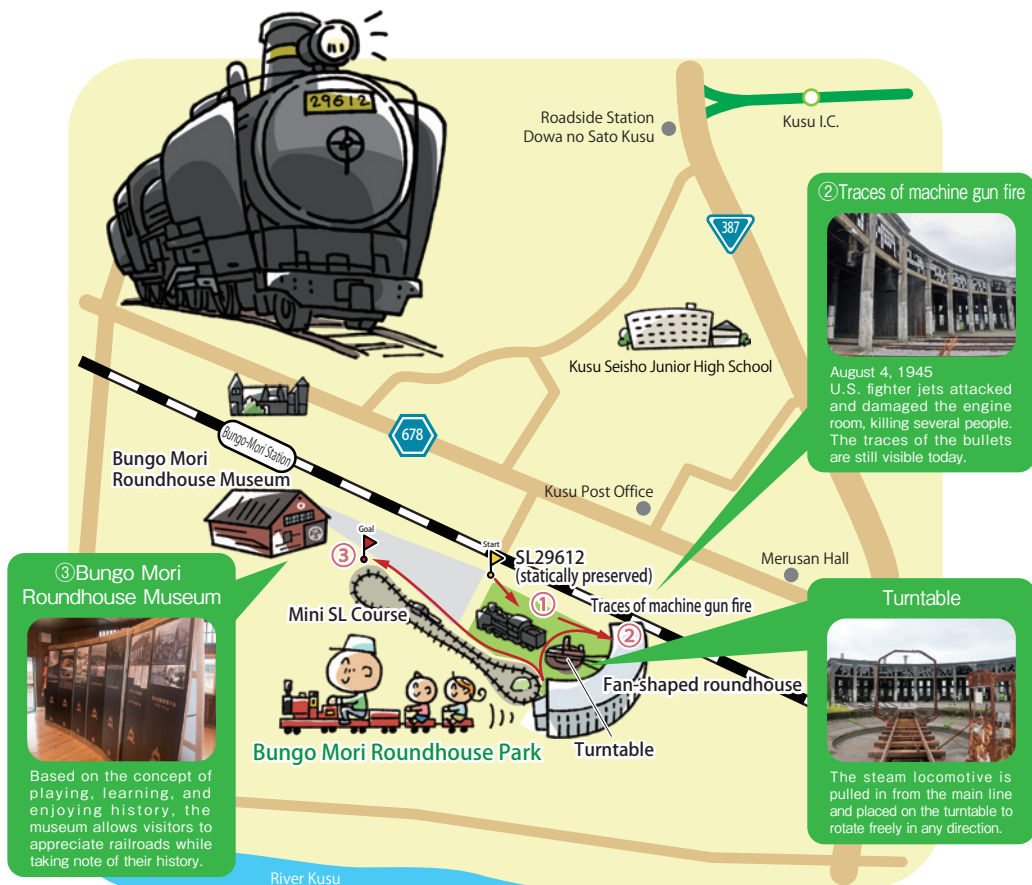 29612
Roadside Station
Dowa no Sato Kusu
Kusu I.C.
387
②Traces of machine gun fire
August 4, 1945
U.S. fighter jets attacked
and damaged the engine
room, killing several people.
The traces of the bullets
are still visible today.
Kusu Seisho Junior High School
678
Bungo-Mori Station
Bungo Mori
Roundhouse Museum
Kusu Post Office
Merusan Hall
Goal
③
Start
SL29612
(statically preserved)
①
Traces of machine gun fire
②
Mini SL Course
Fan-shaped roundhouse
Turntable
Bungo Mori Roundhouse Park
③Bungo Mori
Roundhouse Museum
Based on the concept of
playing, learning, and
enjoying history, the
museum allows visitors to
appreciate railroads while
taking note of their history.
Turntable
The steam locomotive is
pulled in from the main line
and placed on the turntable to
rotate freely in any direction.
River Kusu